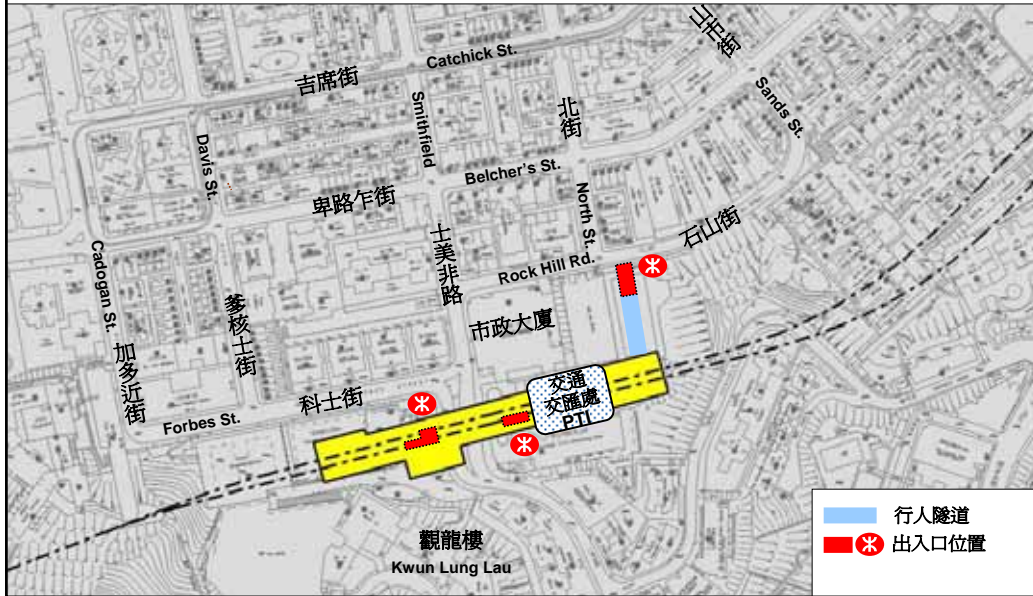 山市街
Catchick St.
吉席街
Sands St.
Smithfield
北街
Davis St.
Belcher's St.
卑路乍街
North St.
石山街
士美非路
Rock Hill Rd.
Cadogan St.
爹核士街
市政大廈
加多近街
科士街
交通
交匯處
PTI
Forbes St.
觀龍樓
Kwun Lung Lau
行人隧道
出入口位置